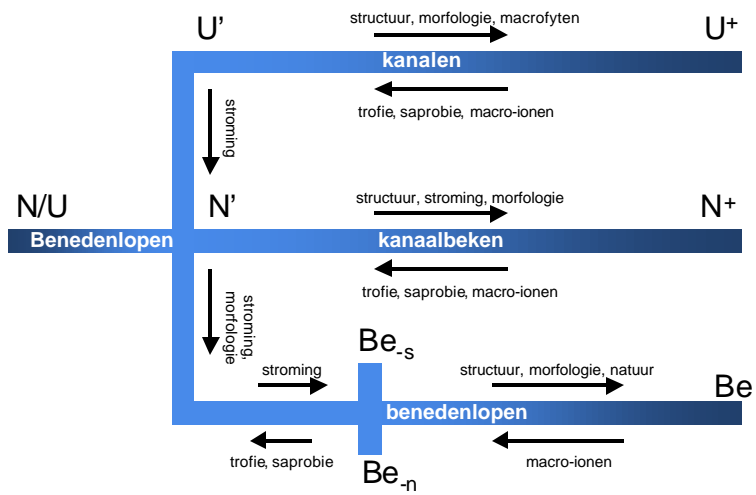 U’
structuur, morfologie, macrofyten
U+
kanalen
trofie, saprobie, macro-ionen
stroming
N/U
N’
structuur, stroming, morfologie
N+
Benedenlopen
kanaalbeken
trofie, saprobie, macro-ionen
stroming,
morfologie
Be-s
stroming
structuur, morfologie, natuur
Be
benedenlopen
trofie, saprobie
macro-ionen
Be-n